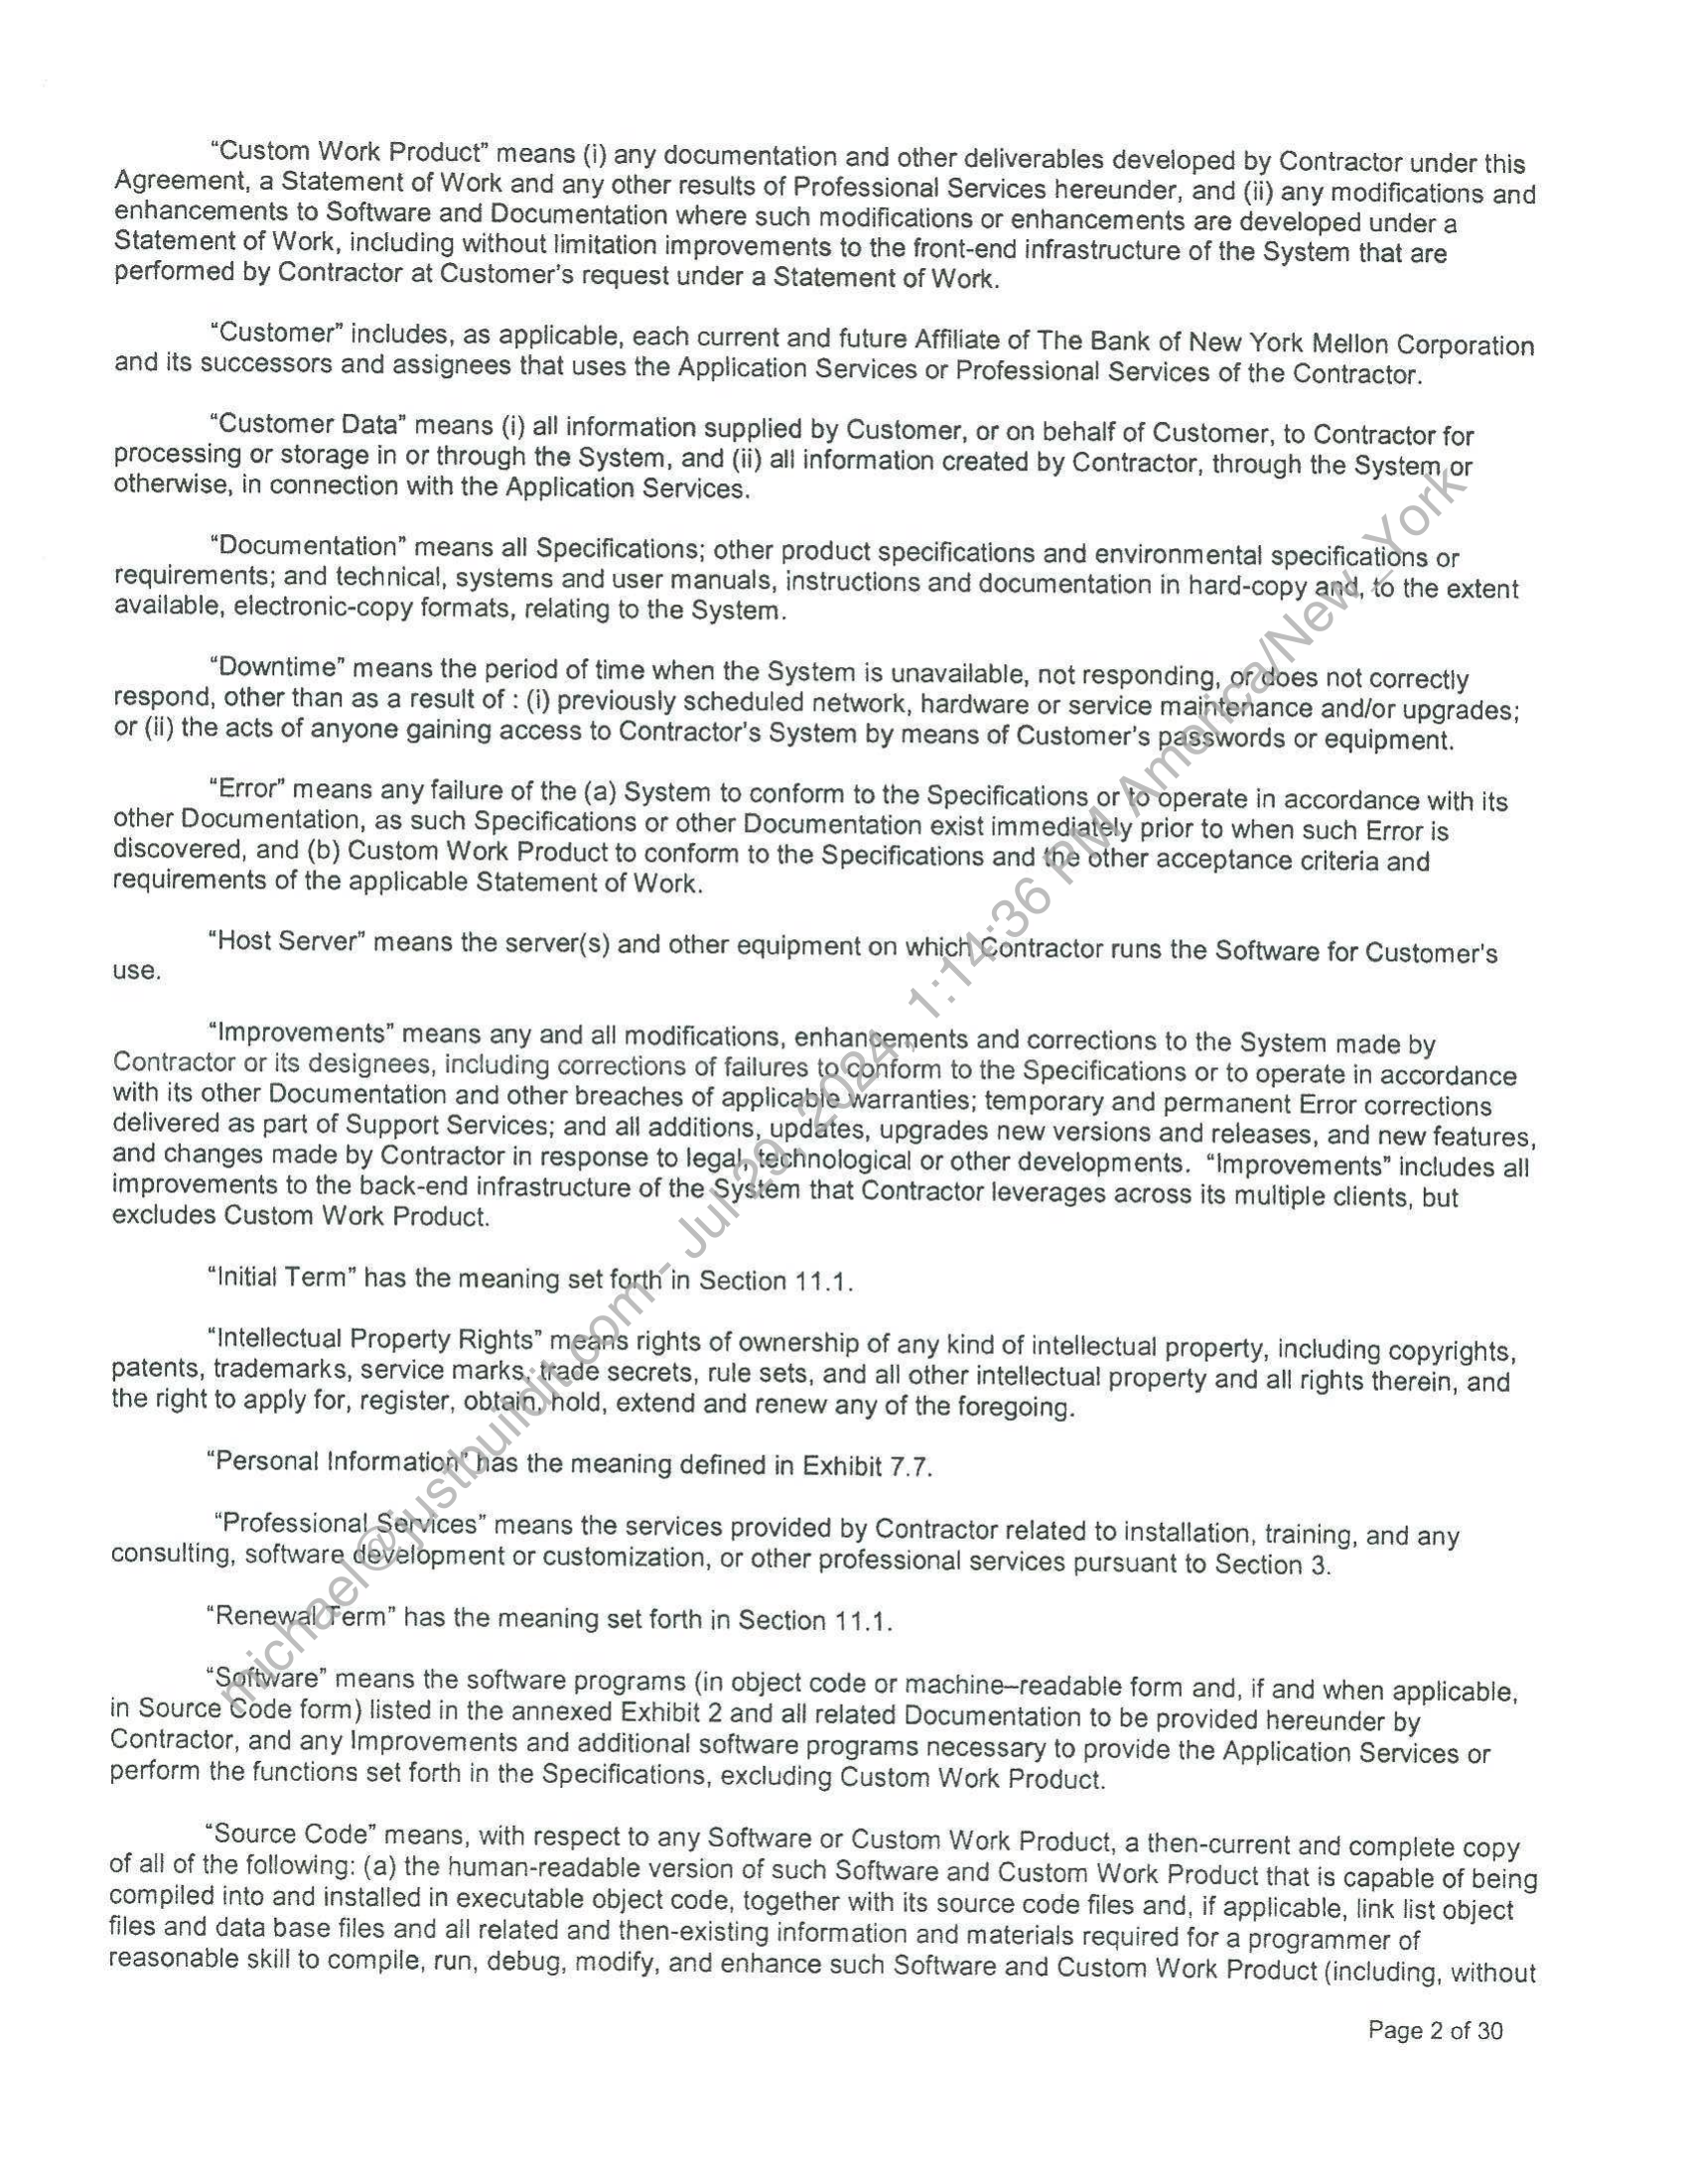 “Custom Work Product” means (i) any documentation and other deliverables developed by Contractor under this
Agreement, a Statement of Work and any other results of Professional Services hereunder, and (ii) any modifications and
enhancements to Software and Documentation where such modifications or enhancements are developed under a
Statement of Work, including without limitation improvements to the front-end infrastructure of the System that are
performed by Contractor at Customer's request under a Statement of Work.
“Customer” includes, as applicable, each current and future Affiliate of The Bank of New York Mellon Corporation
and its successors and assignees that uses the Application Services or Professional Services of the Contractor.
“Customer Data” means (i) all information supplied by Customer, or on behalf of Customer, to Contractor for
processing or storage in or through the System, and (ii) all information created by Contractor, through the System or
otherwise, in connection with the Application Services.
“Documentation” means all Specifications; other product specifications and environmental specifications or
requirements; and technical, systems and user manuals, instructions and documentation in hard-copy and, to the extent
available, electronic-copy formats, relating to the System.
“Downtime” means the period of time when the System is unavailable, not responding, or does not correctly
respond, other than as a result of : (i) previously scheduled network, hardware or service maintenance and/or upgrades;
or (ii) the acts of anyone gaining access to Contractor's System by means of Customer's passwords or equipment.
“Error” means any failure of the (a) System to conform to the Specifications or to operate in accordance with its
other Documentation, as such Specifications or other Documentation exist immediately prior to when such Error is
discovered, and (b) Custom Work Product to conform to the Specifications and the other acceptance criteria and
requirements of the applicable Statement of Work.
“Host Server” means the server(s) and other equipment on which Contractor runs the Software for Customer's
use.
“Improvements” means any and all modifications, enhancements and corrections to the System made by
Contractor or its designees, including corrections of failures to conform to the Specifications or to operate in accordance
with its other Documentation and other breaches of applicable warranties; temporary and permanent Error corrections
delivered as part of Support Services; and all additions, updates, upgrades new versions and releases, and new features,
and changes made by Contractor in response to legal, technological or other developments. “Improvements” includes all
improvements to the back-end infrastructure of the System that Contractor leverages across its multiple clients, but
excludes Custom Work Product.
“Initial Term” has the meaning set forth in Section 11.1.
“Intellectual Property Rights” means rights of ownership of any kind of intellectual property, including copyrights,
patents, trademarks, service marks, trade secrets, rule sets, and all other intellectual property and all rights therein, and
the right to apply for, register, obtain, hold, extend and renew any of the foregoing.
“Personal Information” has the meaning defined in Exhibit 7.7.
“Professional Services” means the services provided by Contractor related to installation, training, and any
consulting, software development or customization, or other professional services pursuant to Section 3.
“Renewal Term” has the meaning set forth in Section 11.1.
“Software” means the software programs (in object code or machine–readable form and, if and when applicable,
in Source Code form) listed in the annexed Exhibit 2 and all related Documentation to be provided hereunder by
Contractor, and any Improvements and additional software programs necessary to provide the Application Services or
perform the functions set forth in the Specifications, excluding Custom Work Product.
“Source Code” means, with respect to any Software or Custom Work Product, a then-current and complete copy
of all of the following: (a) the human-readable version of such Software and Custom Work Product that is capable of being
compiled into and installed in executable object code, together with its source code files and, if applicable, link list object
files and data base files and all related and then-existing information and materials required for a programmer of
reasonable skill to compile, run, debug, modify, and enhance such Software and Custom Work Product (including, without
Page 2 of 30
michael@justbuildit.com - Jul 29, 2024, 1:14:36 PM America/New_York